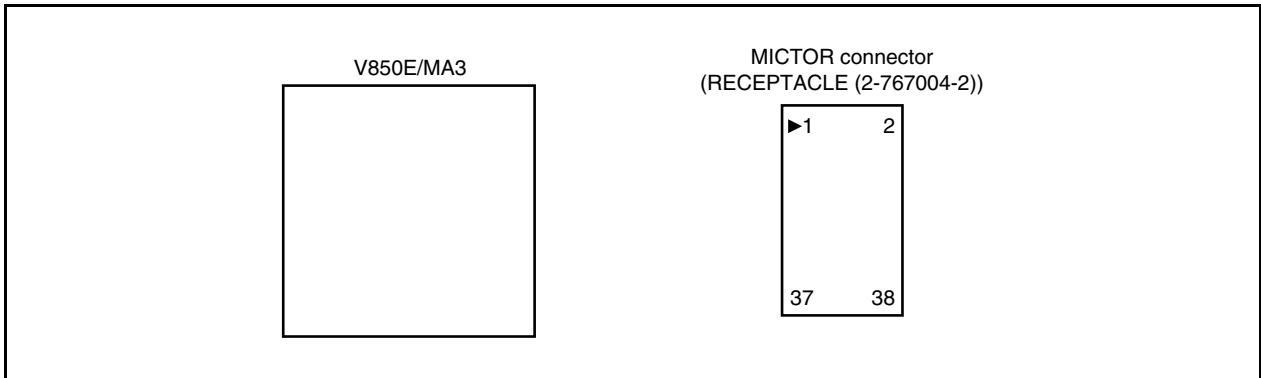 V850E/MA3
MICTOR connector
(RECEPTACLE (2-767004-2))
►1 2
37 38